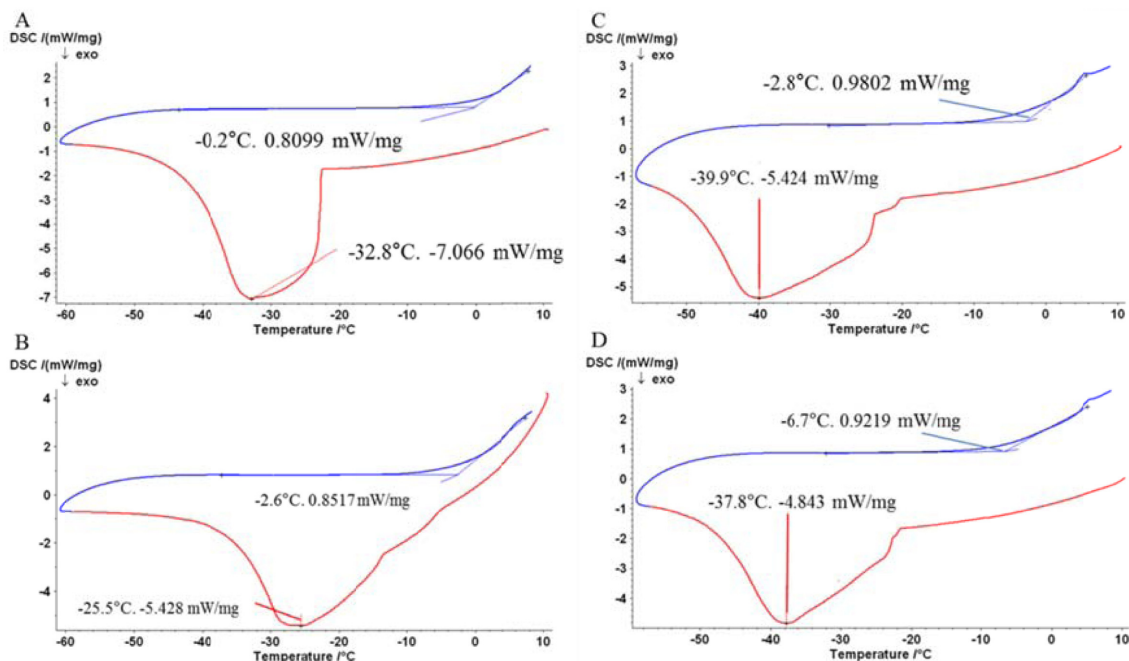 A
DSC /(mW/mg)
↓ exo
2
1
0
-1
-2
-3
-4
-5
-6
-7
-0.2°C. 0.8099 mW/mg
-32.8°C. -7.066 mW/mg
-60 -50 -40 -30 -20 -10 0 10
Temperature /°C
B
DSC /(mW/mg)
↓ exo
4
2
0
-2
-4
-2.6°C. 0.8517 mW/mg
-25.5°C. -5.428 mW/mg
-60 -50 -40 -30 -20 -10 0 10
Temperature /°C
C
DSC /(mW/mg)
↓ exo
3
2
1
0
-1
-2
-3
-4
-5
-2.8°C. 0.9802 mW/mg
-39.9°C. -5.424 mW/mg
-50 -40 -30 -20 -10 0 10
Temperature /°C
D
DSC /(mW/mg)
↓ exo
3
2
1
0
-1
-2
-3
-4
-6.7°C. 0.9219 mW/mg
-37.8°C. -4.843 mW/mg
-50 -40 -30 -20 -10 0 10
Temperature /°C